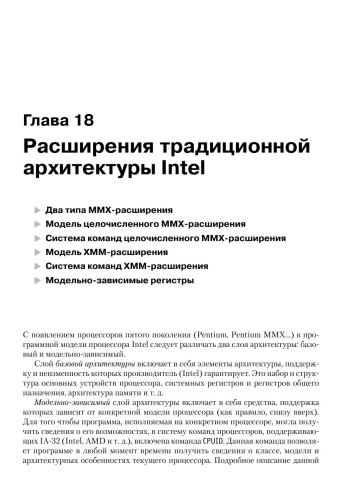 Глава 18
Расширения традиционной
архитектуры Intel
Два типа MMX-расширения
Модель целочисленного MMX-расширения
Система команд целочисленного MMX-расширения
Модель XMM-расширения
Система команд XMM-расширения
Модельно-зависимые регистры
С появлением процессоров пятого поколения (Pentium, Pentium MMX...) в про-
граммной модели процессора Intel следует различать два слоя архитектуры: базо-
вый и модельно-зависимый.
Слой базовой архитектуры включает в себя элементы архитектуры, поддерж-
ку и неизменность которых производитель (Intel) гарантирует. Это набор и струк-
тура основных устройств процессора, системных регистров и регистров общего
назначения, архитектура памяти и т. д.
Модельно-зависимый слой архитектуры включает в себя средства, поддержка
которых зависит от конкретной модели процессора (как правило, снизу вверх).
Для того чтобы программа, исполняемая на конкретном процессоре, могла полу-
чить сведения о его возможностях, в систему команд процессоров, поддерживаю-
щих IA-32 (Intel, AMD и т. д.), включена команда CPUID. Данная команда позволя-
ет программе в любой момент времени получить сведения о классе, модели и
архитектурных особенностях текущего процессора. Подробное описание данной